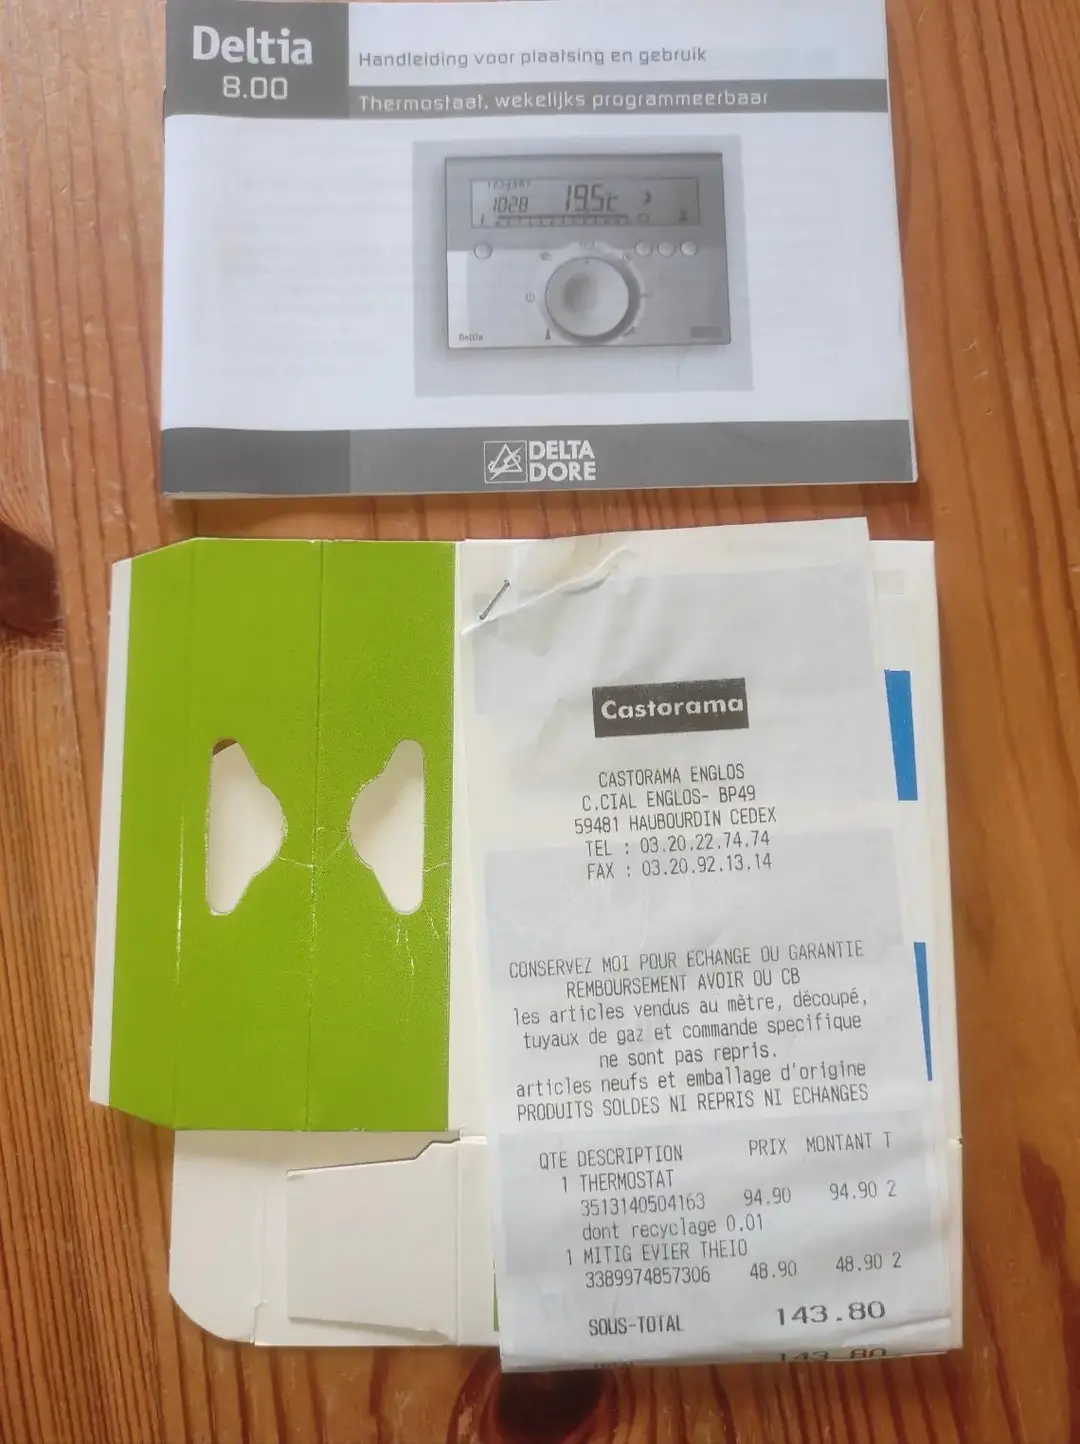 Deltia
8.00
Handleiding voor plaatsing en gebruik
Thermostaat, wekelijks programmeerbaar
1028 19.5c
Deltia
DELTA
DORE
Castorama
CASTORAMA ENGLOS
C.CIAL ENGLOS- BP49
59481 HAUBOURDIN CEDEX
TEL : 03.20.22.74.74
FAX : 03.20.92.13.14
CONSERVEZ MOI POUR ECHANGE OU GARANTIE
REMBOURSEMENT AVOIR OU CB
les articles vendus au mètre, découpé,
tuyaux de gaz et commande specifique
ne sont pas repris.
articles neufs et emballage d'origine
PRODUITS SOLDES NI REPRIS NI ECHANGES
QTE DESCRIPTION PRIX MONTANT T
1 THERMOSTAT
3513140504163 94.90 94.90 2
dont recyclage 0.01
1 MITIG EVIER THEIO
3389974857306 48.90 48.90 2
SOUS-TOTAL 143.80
143.80